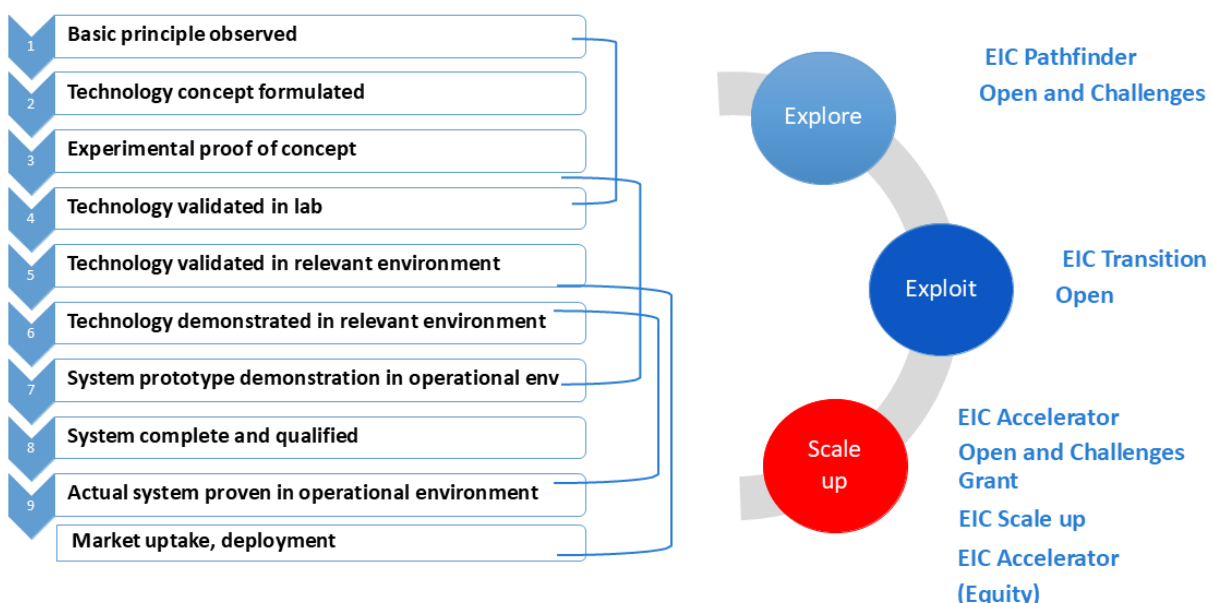 1
Basic principle observed
2
Technology concept formulated
3
Experimental proof of concept
4
Technology validated in lab
5
Technology validated in relevant environment
6
Technology demonstrated in relevant environment
7
System prototype demonstration in operational env
8
System complete and qualified
9
Actual system proven in operational environment
Market uptake, deployment
Explore
EIC Pathfinder
Open and Challenges
Exploit
EIC Transition
Open
Scale
up
EIC Accelerator
Open and Challenges
Grant
EIC Scale up
EIC Accelerator
(Equity)